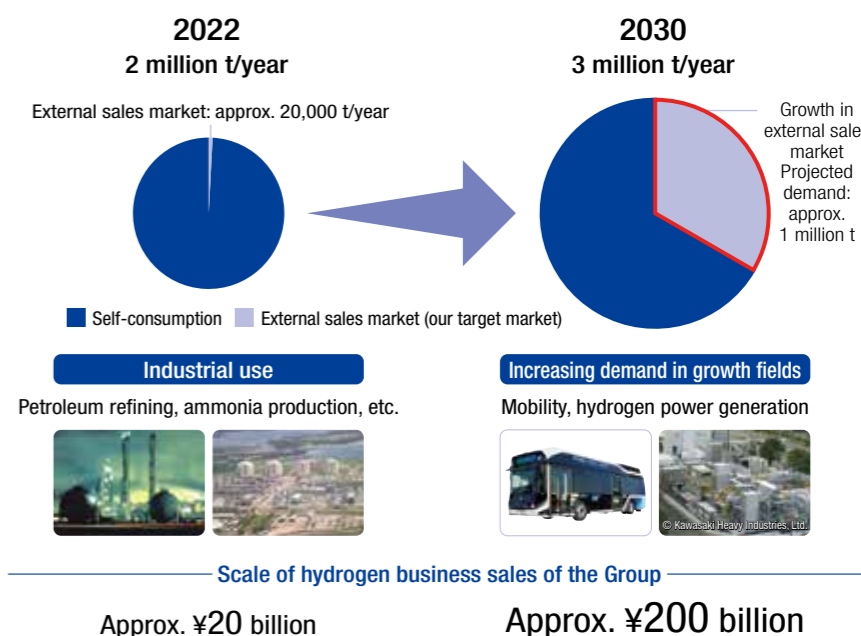 2022
2 million t/year
External sales market: approx. 20,000 t/year
2030
3 million t/year
Growth in
external sale
market
Projected
demand:
approx.
1 million t
Self-consumption
External sales market (our target market)
Industrial use
Petroleum refining, ammonia production, etc.
Increasing demand in growth fields
Mobility, hydrogen power generation
© Kawasaki Heavy Industries, Ltd.
Scale of hydrogen business sales of the Group
Approx. ¥20 billion
Approx. ¥200 billion